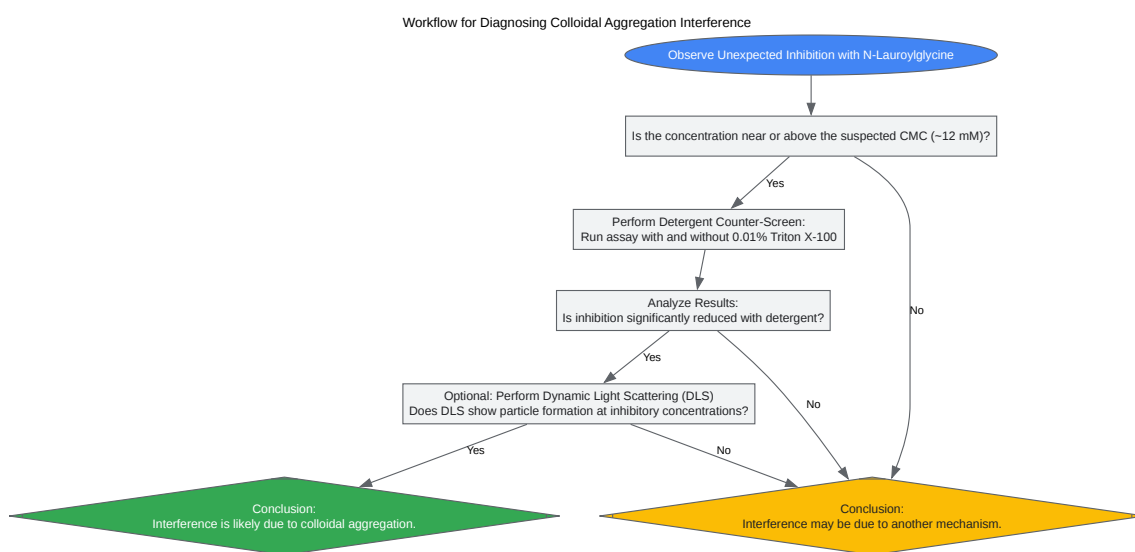 Workflow for Diagnosing Colloidal Aggregation Interference
Observe Unexpected Inhibition with N-Lauroylglycine
Is the concentration near or above the suspected CMC (~12 mM)?
Yes
Perform Detergent Counter-Screen:
Run assay with and without 0.01% Triton X-100
No
Analyze Results:
Is inhibition significantly reduced with detergent?
Yes
Optional: Perform Dynamic Light Scattering (DLS)
Does DLS show particle formation at inhibitory concentrations?
No
Yes
No
Conclusion:
Interference is likely due to colloidal aggregation.
Conclusion:
Interference may be due to another mechanism.